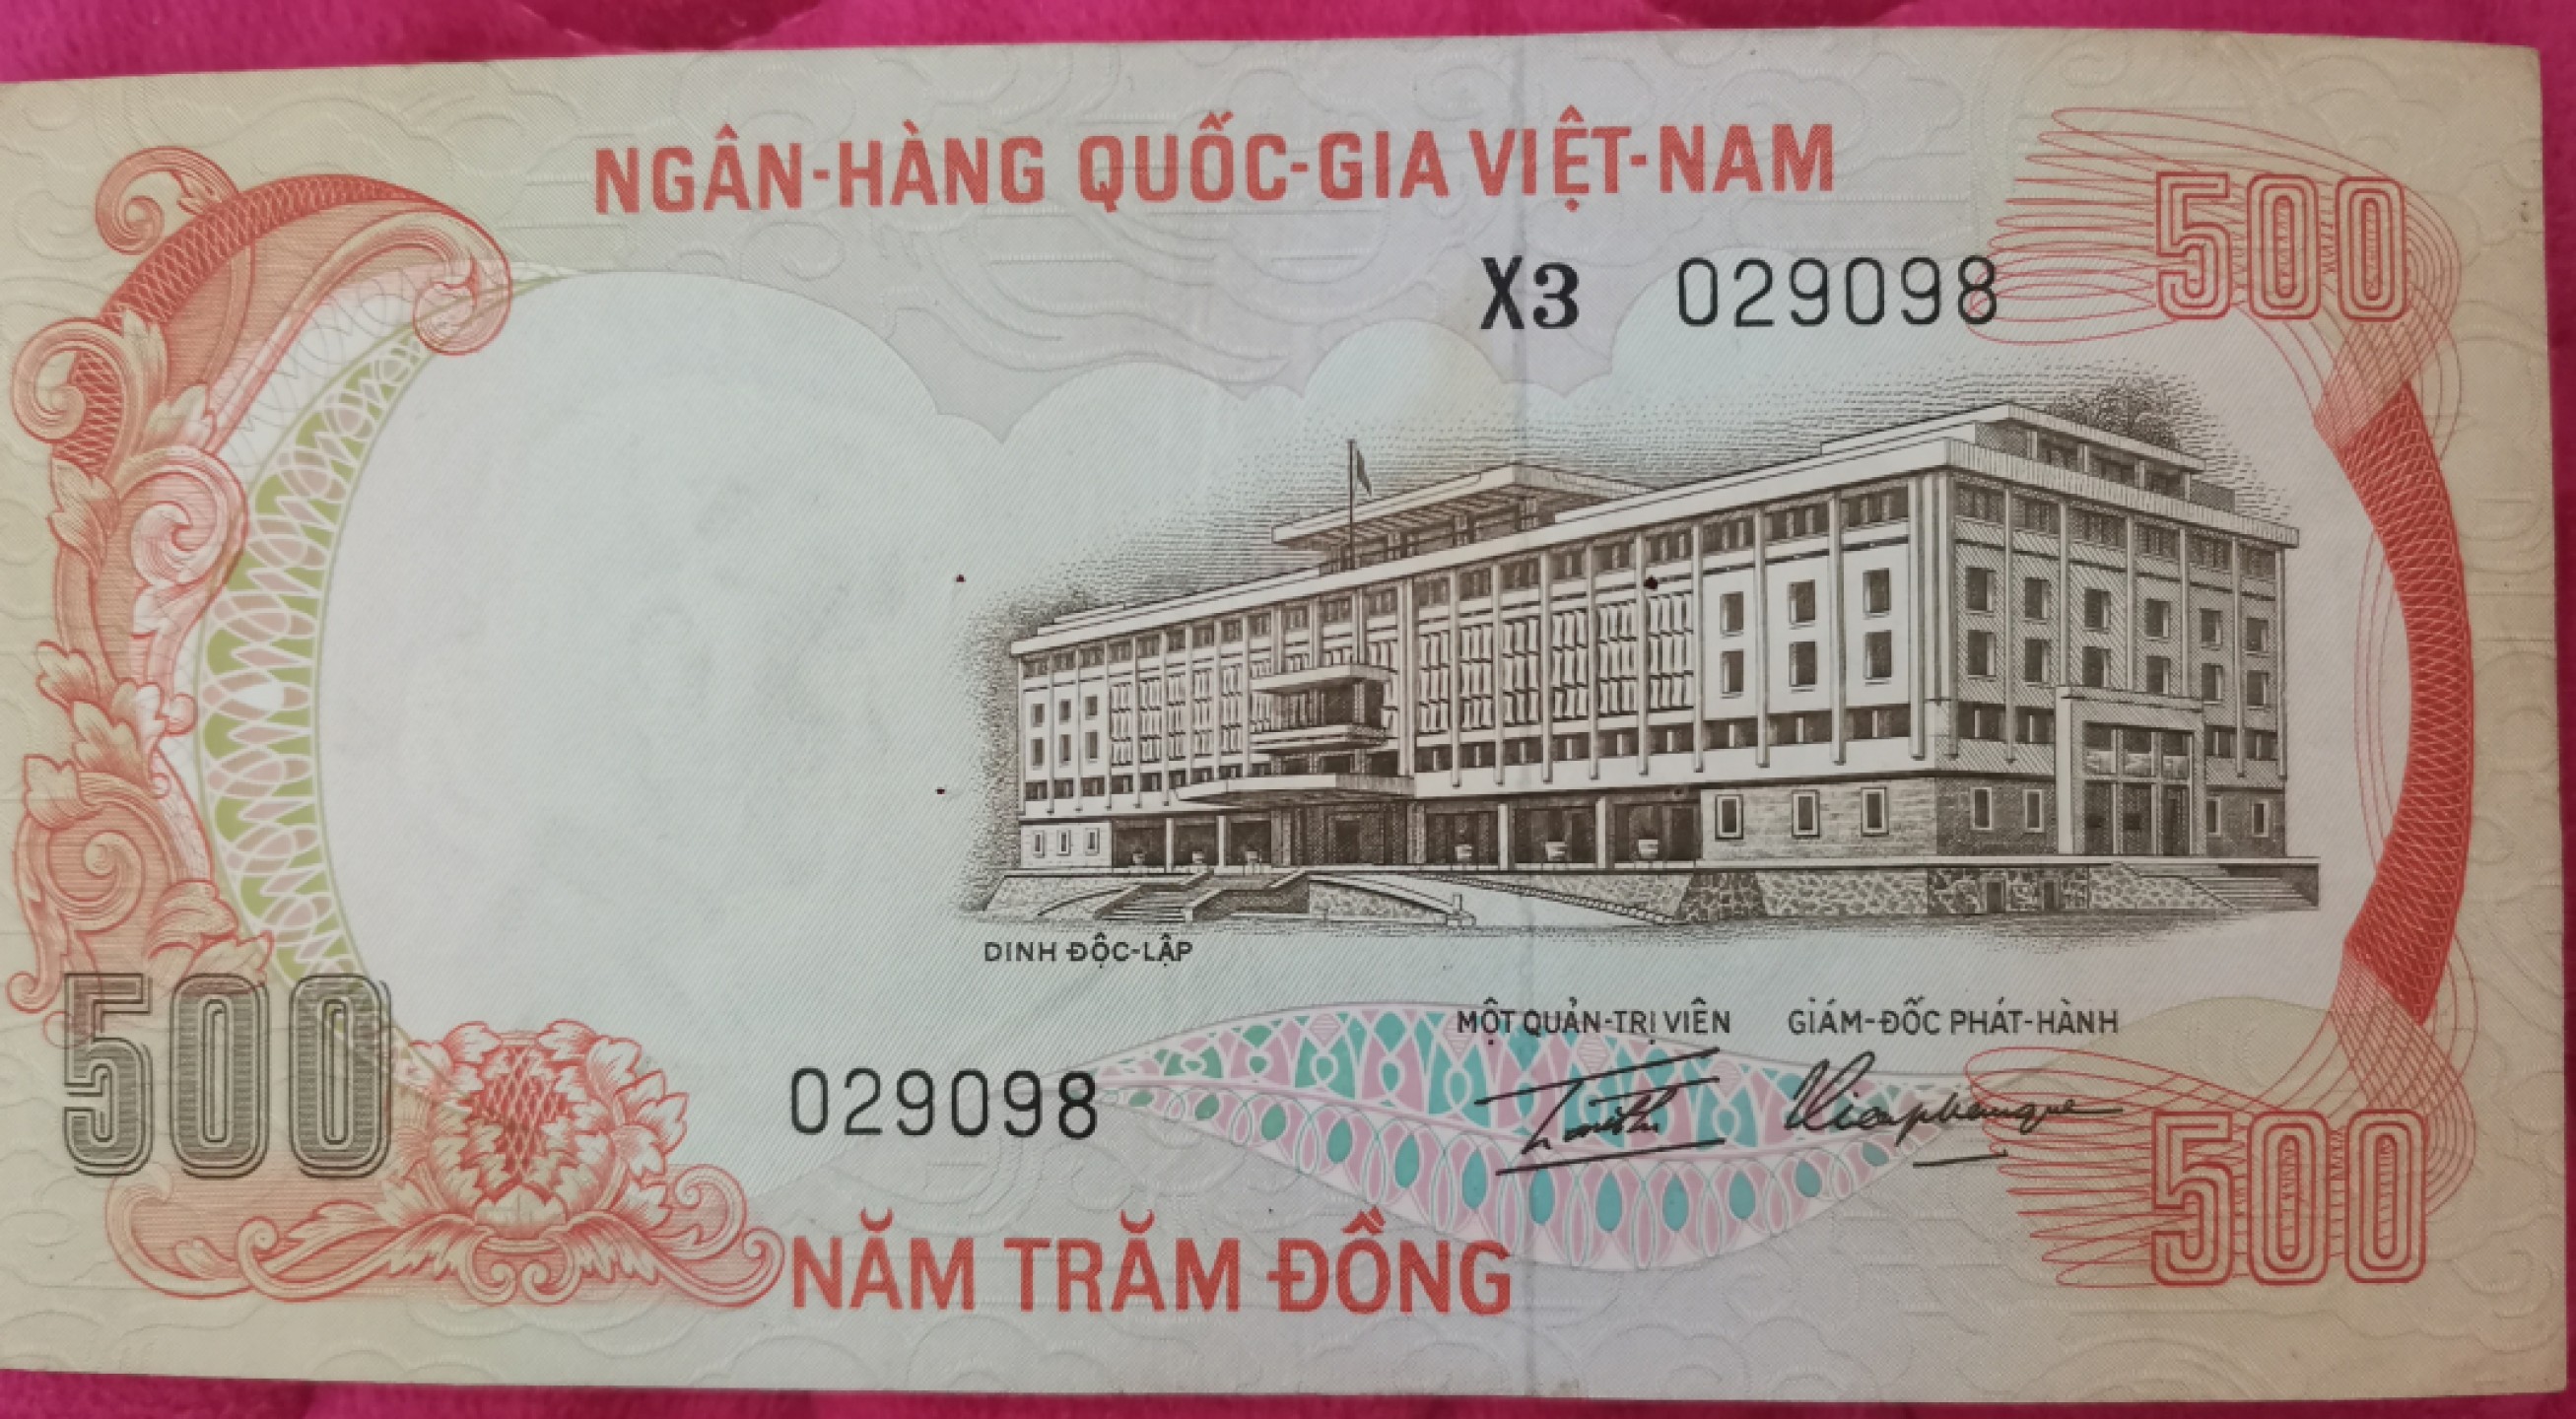 NGÂN-HÀNG QUỐC-GIA VIỆT-NAM
500
X3 029098
DINH ĐỘC-LẬP
MỘT QUẢN-TRỊ VIÊN GIÁM-ĐỐC PHÁT-HÀNH
500
029098
500
NĂM TRĂM ĐỒNG